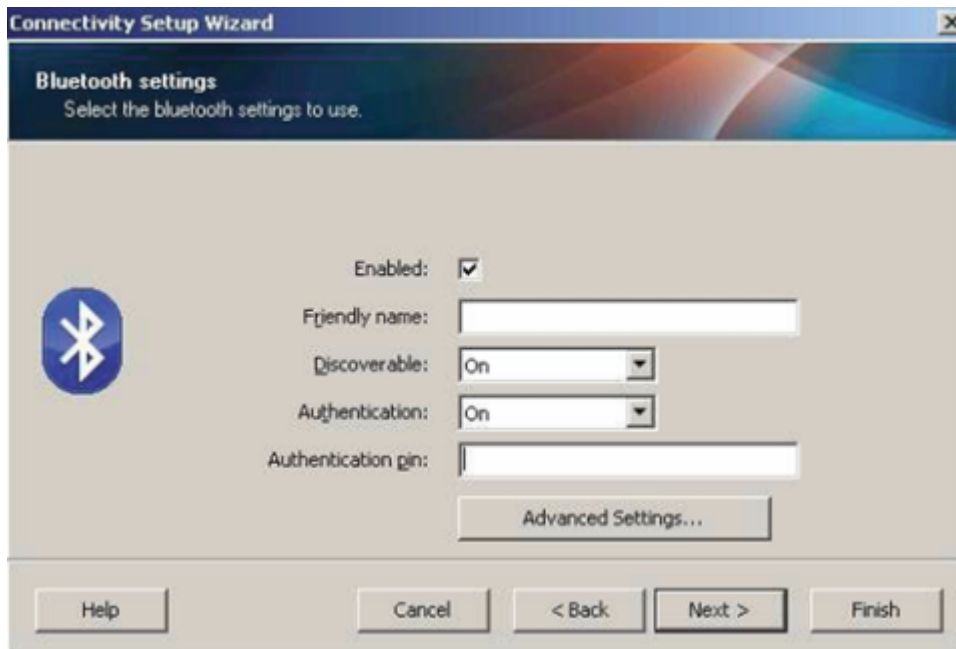 Connectivity Setup Wizard
Bluetooth settings
Select the bluetooth settings to use.
Enabled:
Friendly name:
Discoverable: On
Authentication: On
Authentication pin:
Advanced Settings...
Help Cancel < Back Next > Finish